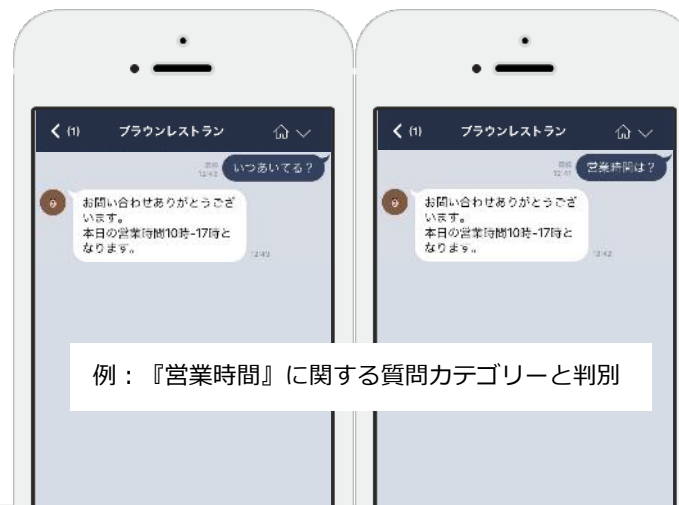 (1) ブラウンレストラン
いつあいてる？
12:43
お問い合わせありがとうござ
います。
本日の営業時間10時-17時と
なります。
12:43
(1) ブラウンレストラン
営業時間は？
12:41
お問い合わせありがとうござ
います。
本日の営業時間10時-17時と
なります。
12:42
例：『営業時間』に関する質問カテゴリーと判別